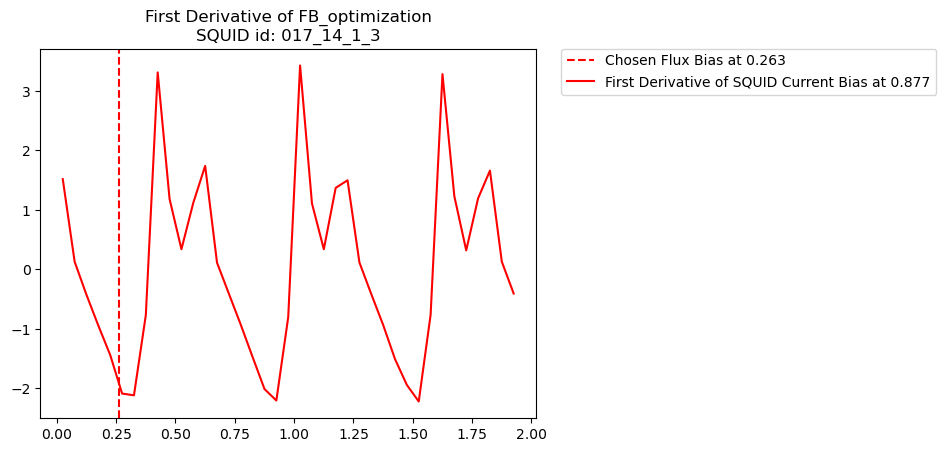 First Derivative of FB_optimization
SQUID id: 017_14_1_3
Chosen Flux Bias at 0.263
First Derivative of SQUID Current Bias at 0.877
3
2
1
0
−1
−2
0.00 0.25 0.50 0.75 1.00 1.25 1.50 1.75 2.00